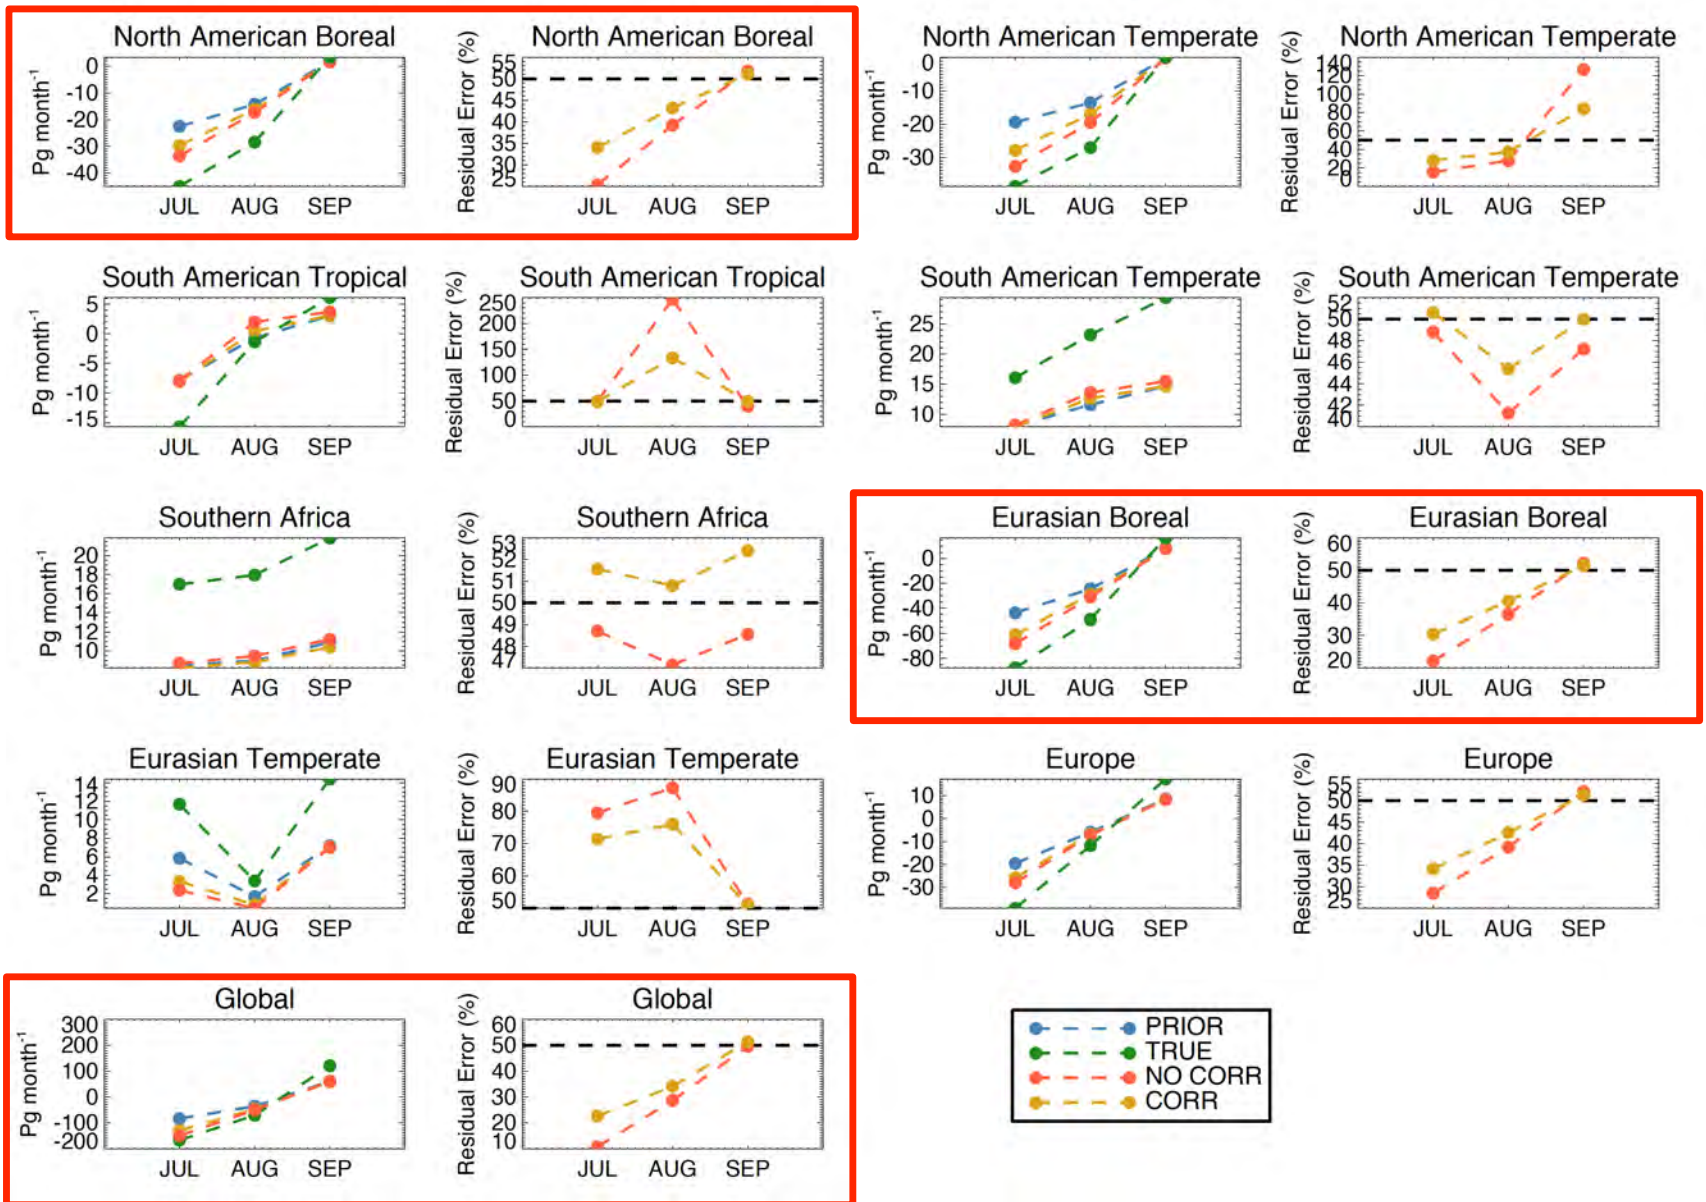 North American Boreal
Pg month-1
0
-10
-20
-30
-40
JUL AUG SEP
North American Boreal
Residual Error (%)
55
50
45
40
35
30
25
JUL AUG SEP
North American Temperate
Pg month-1
0
-10
-20
-30
JUL AUG SEP
North American Temperate
Residual Error (%)
140
120
100
80
60
50
40
20
0
JUL AUG SEP
South American Tropical
Pg month-1
5
0
-5
-10
-15
JUL AUG SEP
South American Tropical
Residual Error (%)
250
200
150
100
50
0
JUL AUG SEP
South American Temperate
Pg month-1
25
20
15
10
JUL AUG SEP
South American Temperate
Residual Error (%)
52
50
48
46
44
42
40
JUL AUG SEP
Southern Africa
Pg month-1
20
18
16
14
12
10
JUL AUG SEP
Southern Africa
Residual Error (%)
53
52
51
50
49
48
47
JUL AUG SEP
Eurasian Boreal
Pg month-1
0
-20
-40
-60
-80
JUL AUG SEP
Eurasian Boreal
Residual Error (%)
60
50
40
30
20
JUL AUG SEP
Eurasian Temperate
Pg month-1
14
12
10
8
6
4
2
JUL AUG SEP
Eurasian Temperate
Residual Error (%)
90
80
70
60
50
JUL AUG SEP
Europe
Pg month-1
10
0
-10
-20
-30
JUL AUG SEP
Europe
Residual Error (%)
55
50
45
40
35
30
25
JUL AUG SEP
Global
Pg month-1
300
200
100
0
-100
-200
JUL AUG SEP
Global
Residual Error (%)
60
50
40
30
20
10
JUL AUG SEP
PRIOR
TRUE
NO CORR
CORR